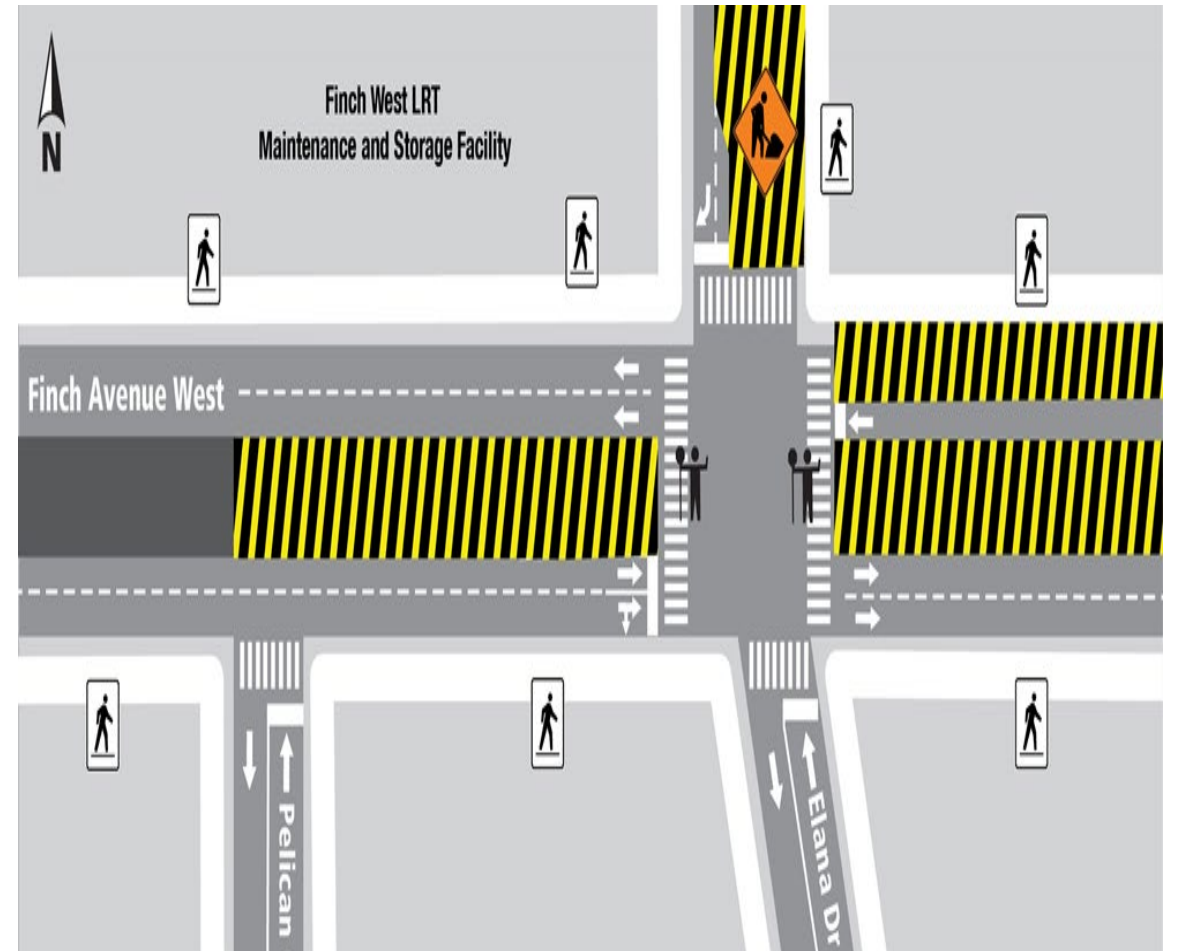 Finch West LRT
Maintenance and Storage Facility
N
Finch Avenue West
Pelican
Elana Dr